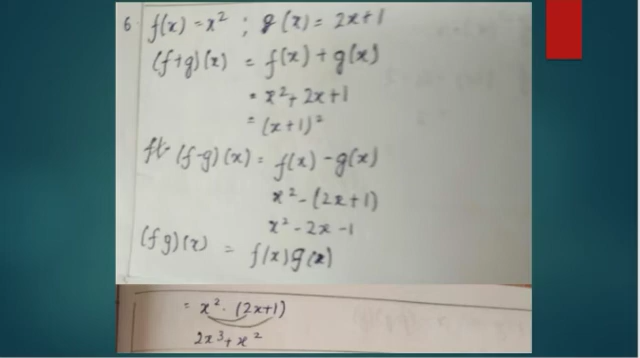 6 f(x) = x² ; g(x) = 2x+1
(f+g)(x) = f(x)+g(x)
= x²+2x+1
= (x+1)²
(f-g)(x) = f(x)-g(x)
x²-(2x+1)
x²-2x-1
(fg)(x) = f(x)g(x)
= x²·(2x+1)
2x³+x²